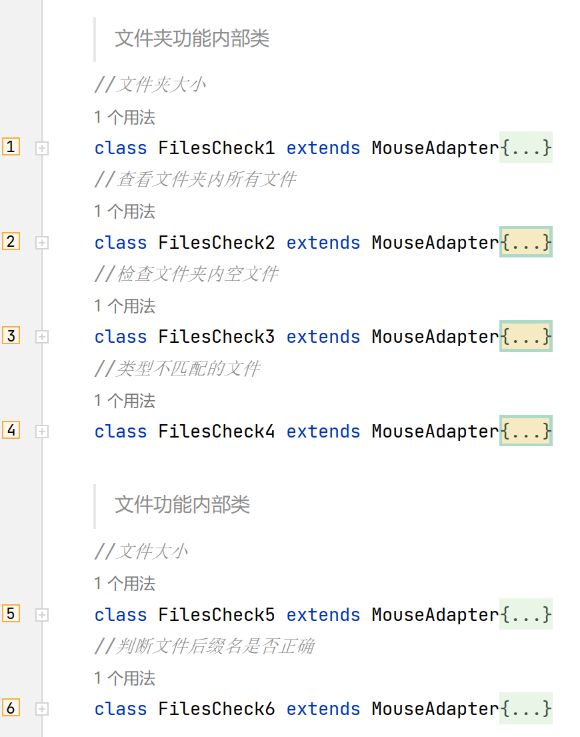 文件夹功能内部类
//文件夹大小
1 个用法
1 class FilesCheck1 extends MouseAdapter{...}
//查看文件夹内所有文件
1 个用法
2 class FilesCheck2 extends MouseAdapter{...}
//检查文件夹内空文件
1 个用法
3 class FilesCheck3 extends MouseAdapter{...}
//类型不匹配的文件
1 个用法
4 class FilesCheck4 extends MouseAdapter{...}
文件功能内部类
//文件大小
1 个用法
5 class FilesCheck5 extends MouseAdapter{...}
//判断文件后缀名是否正确
1 个用法
6 class FilesCheck6 extends MouseAdapter{...}